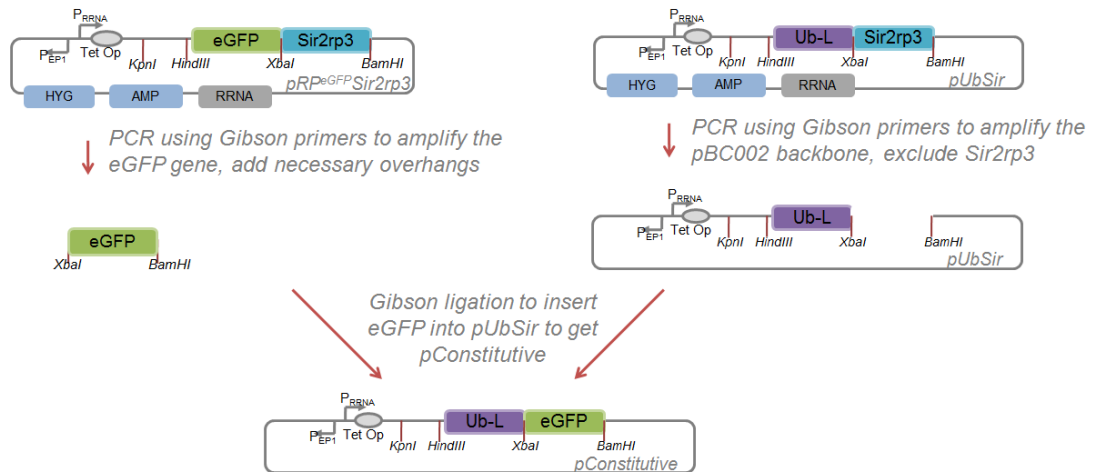 PRRNA
eGFP
Sir2rp3
PEP1
Tet Op
KpnI
HindIII
XbaI
BamHI
pRPeGFPSir2rp3
HYG
AMP
RRNA
PRRNA
Ub-L
Sir2rp3
PEP1
Tet Op
KpnI
HindIII
XbaI
BamHI
pUbSir
HYG
AMP
RRNA
PCR using Gibson primers to amplify the
eGFP gene, add necessary overhangs
PCR using Gibson primers to amplify the
pBC002 backbone, exclude Sir2rp3
eGFP
XbaI
BamHI
PRRNA
Ub-L
PEP1
Tet Op
KpnI
HindIII
XbaI
BamHI
pUbSir
Gibson ligation to insert
eGFP into pUbSir to get
pConstitutive
PRRNA
Ub-L
eGFP
PEP1
Tet Op
KpnI
HindIII
XbaI
BamHI
pConstitutive